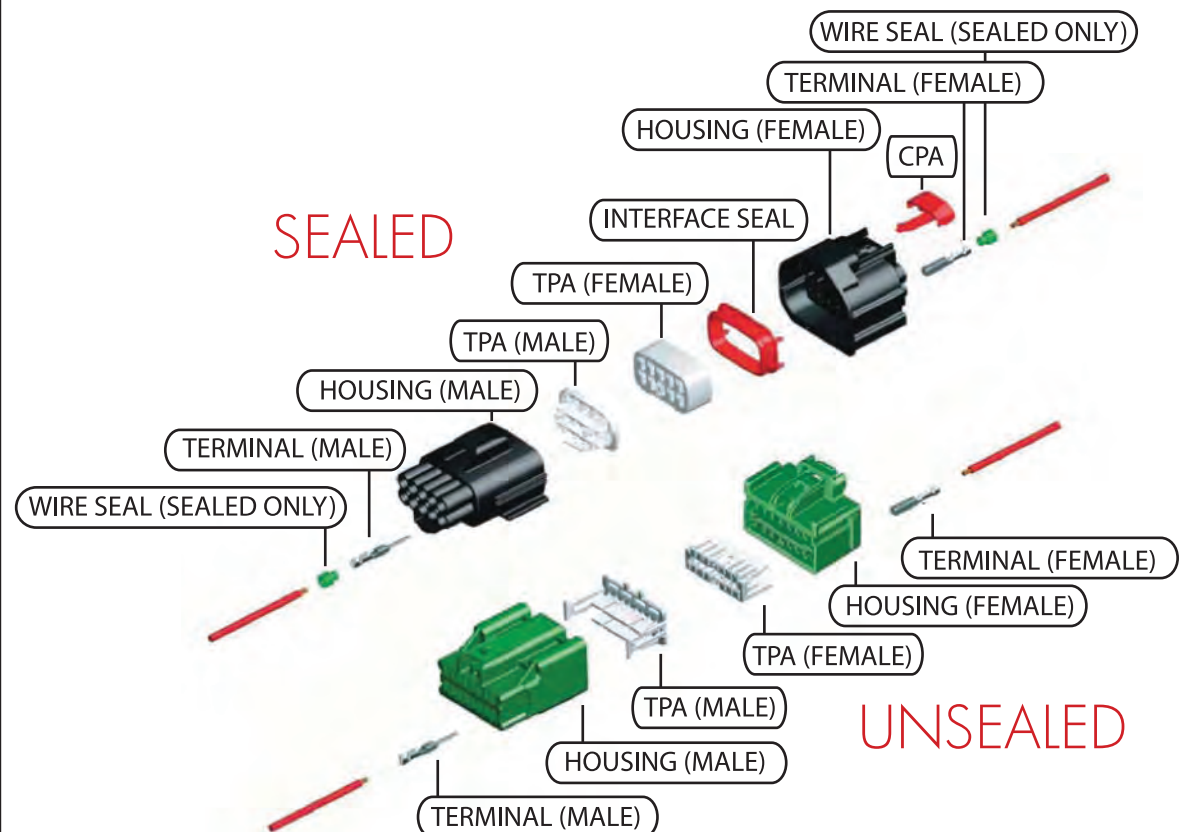 WIRE SEAL (SEALED ONLY)
TERMINAL (FEMALE)
HOUSING (FEMALE)
CPA
INTERFACE SEAL
SEALED
TPA (FEMALE)
TPA (MALE)
HOUSING (MALE)
TERMINAL (MALE)
WIRE SEAL (SEALED ONLY)
TERMINAL (FEMALE)
HOUSING (FEMALE)
TPA (FEMALE)
TPA (MALE)
UNSEALED
HOUSING (MALE)
TERMINAL (MALE)